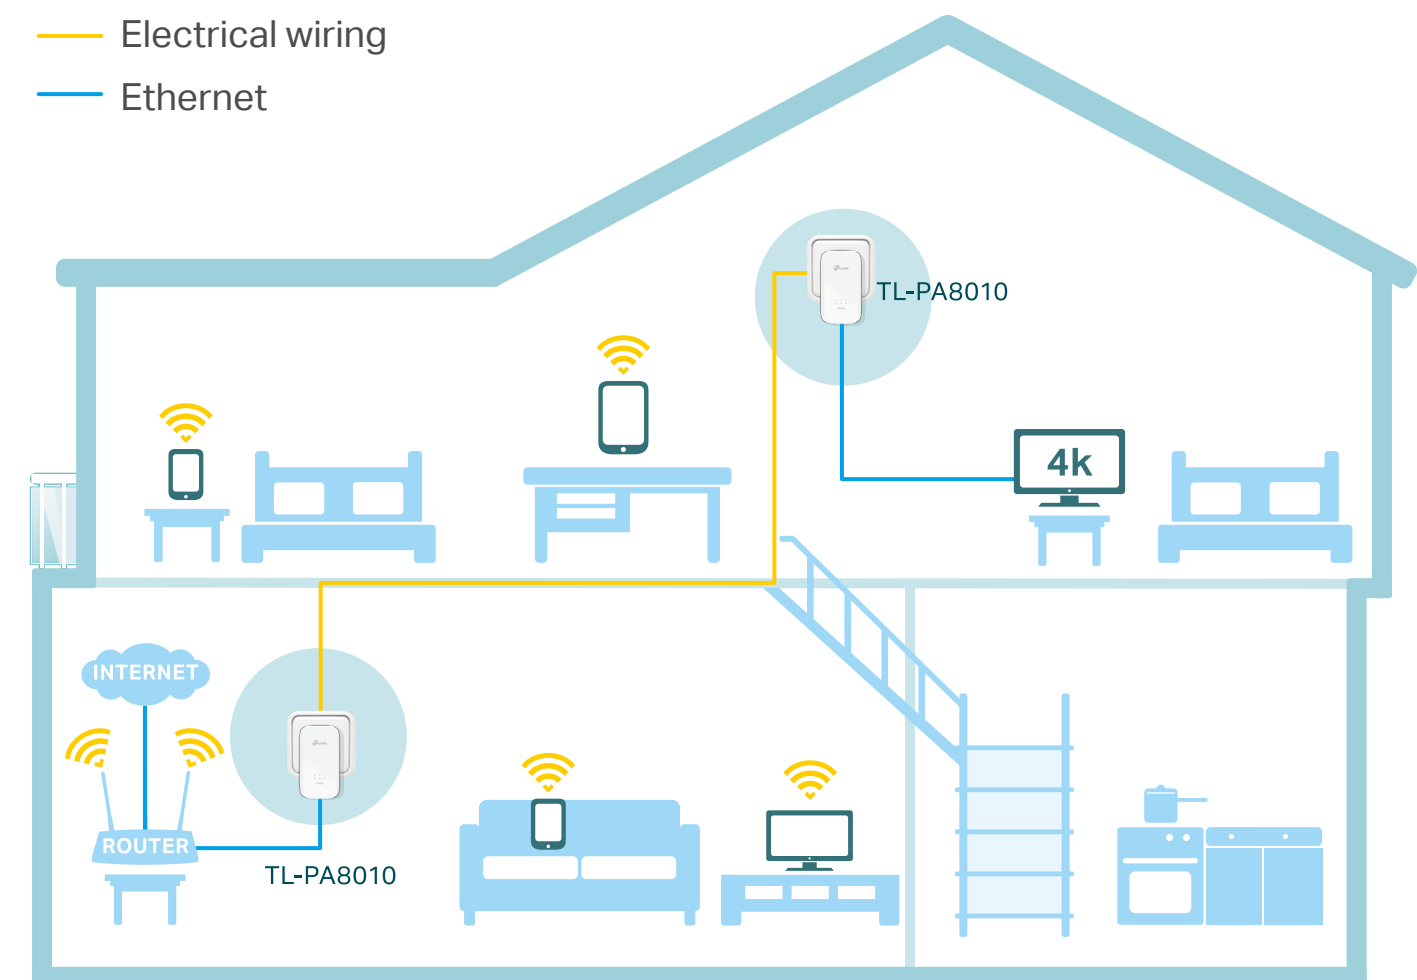 Electrical wiring
Ethernet
TL-PA8010
4k
INTERNET
ROUTER
TL-PA8010